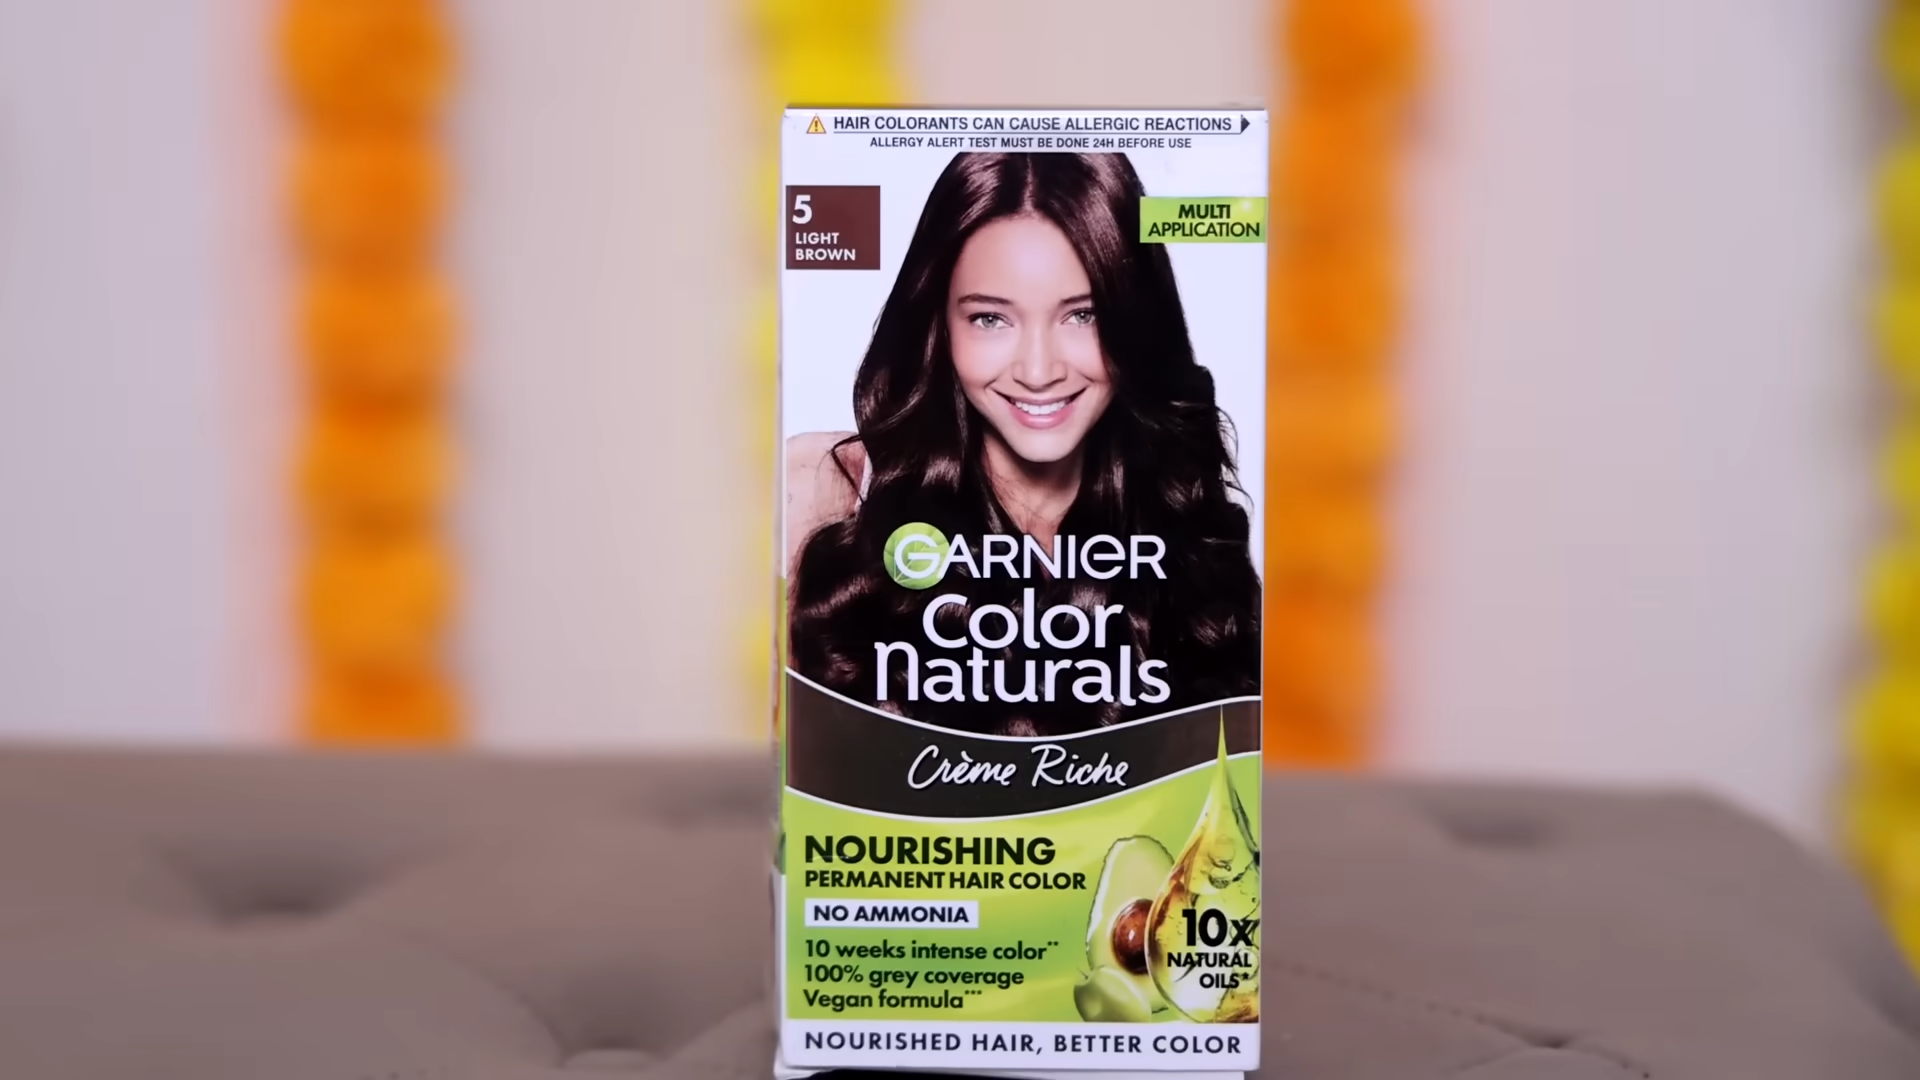 HAIR COLORANTS CAN CAUSE ALLERGIC REACTIONS
ALLERGY ALERT TEST MUST BE DONE 24H BEFORE USE
5
LIGHT
BROWN
MULTI
APPLICATION
GARNIER
Color
Naturals
Crème Riche
NOURISHING
PERMANENT HAIR COLOR
NO AMMONIA
10 weeks intense color**
100% grey coverage
Vegan formula***
10x
NATURAL
OILS*
NOURISHED HAIR, BETTER COLOR